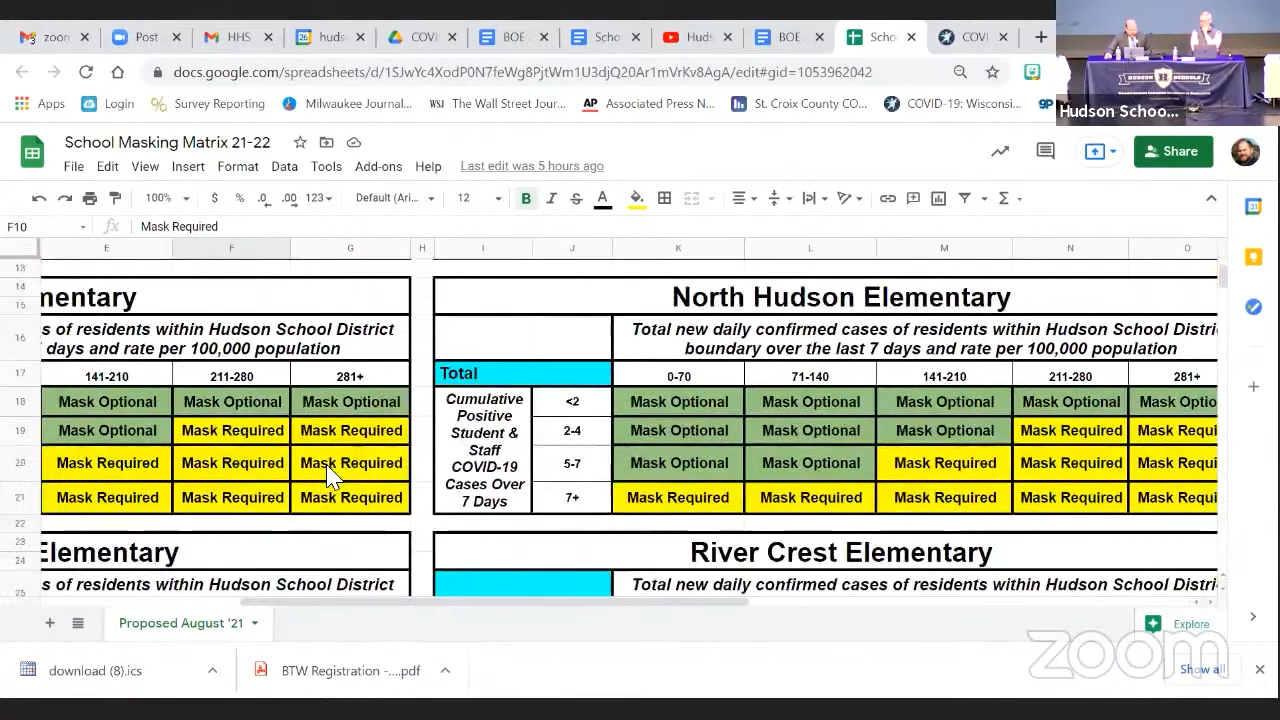 zoon
Post
HHS
huds
COVI
BOE
Scho
Huds
BOE
Scho
COVI
Apps
Login
Survey Reporting
Milwaukee Journal...
The Wall Street Jour...
Associated Press N...
St. Croix County CO...
COVID-19: Wisconsi...
HUDSON SCHOOLS
Hudson Schoo...
School Masking Matrix 21-22
File Edit View Insert Format Data Tools Add-ons Help Last edit was 5 hours ago
Share
100% $ % .0 .00 123 Default (Ari... 12 B I S A
F10 fx Mask Required
E F G H I J K L M N O
13
14
15
mentary
North Hudson Elementary
16
s of residents within Hudson School District
days and rate per 100,000 population
Total new daily confirmed cases of residents within Hudson School Distri
boundary over the last 7 days and rate per 100,000 population
17 141-210 211-280 281+ Total 0-70 71-140 141-210 211-280 281+
Cumulative Positive Student & Staff COVID-19 Cases Over 7 Days
18 Mask Optional Mask Optional Mask Optional <2 Mask Optional Mask Optional Mask Optional Mask Optional Mask Optio
19 Mask Optional Mask Required Mask Required 2-4 Mask Optional Mask Optional Mask Optional Mask Required Mask Requi
20 Mask Required Mask Required Mask Required 5-7 Mask Optional Mask Optional Mask Required Mask Required Mask Requi
21 Mask Required Mask Required Mask Required 7+ Mask Required Mask Required Mask Required Mask Required Mask Requi
22
23
24
Elementary
River Crest Elementary
25
s of residents within Hudson School District
Total new daily confirmed cases of residents within Hudson School Distri
Proposed August '21
Explore
download (8).ics
BTW Registration -....pdf
Show all
zoom